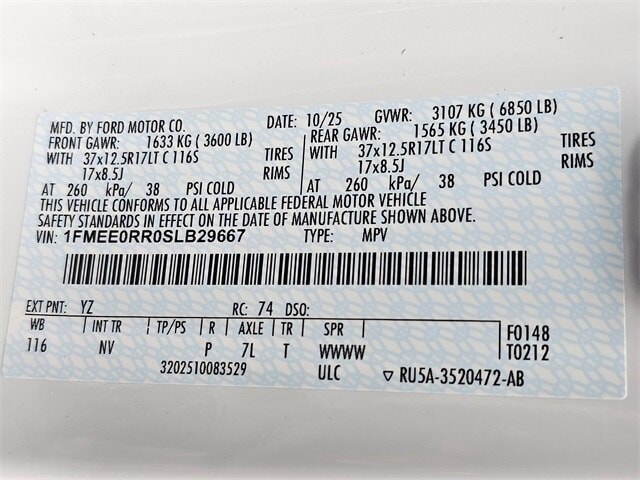 MFD. BY FORD MOTOR CO. DATE: 10/25 GVWR: 3107 KG ( 6850 LB)
FRONT GAWR: 1633 KG ( 3600 LB) REAR GAWR: 1565 KG ( 3450 LB)
WITH 37x12.5R17LT C 116S TIRES WITH 37x12.5R17LT C 116S TIRES
17x8.5J RIMS 17x8.5J RIMS
AT 260 kPa/ 38 PSI COLD AT 260 kPa/ 38 PSI COLD
THIS VEHICLE CONFORMS TO ALL APPLICABLE FEDERAL MOTOR VEHICLE
SAFETY STANDARDS IN EFFECT ON THE DATE OF MANUFACTURE SHOWN ABOVE.
VIN: 1FMEE0RR0SLB29667 TYPE: MPV
EXT PNT: YZ RC: 74 DSO:
WB INT TR TP/PS R AXLE TR SPR F0148
116 NV P 7L T WWWW T0212
3202510083529 ULC ▽ RU5A-3520472-AB